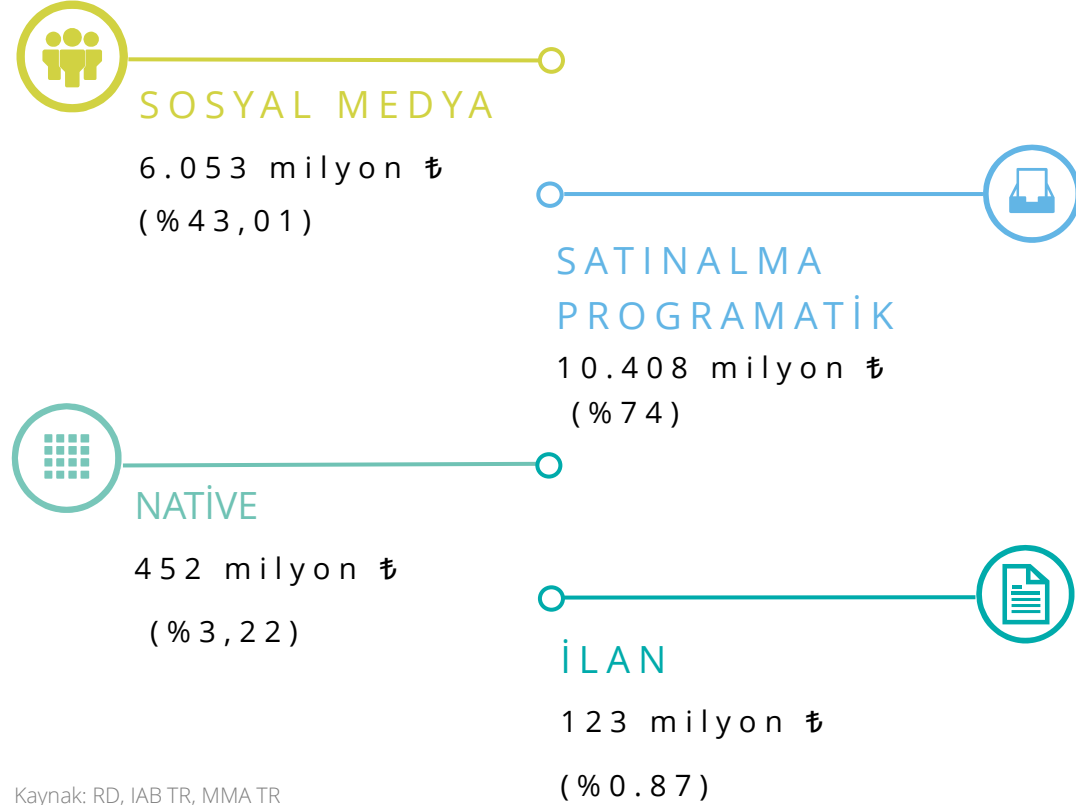 SOSYAL MEDYA
6.053 milyon ₺
(%43,01)
SATINALMA
PROGRAMATİK
10.408 milyon ₺
(%74)
NATİVE
452 milyon ₺
(%3,22)
İLAN
123 milyon ₺
(%0.87)
Kaynak: RD, IAB TR, MMA TR